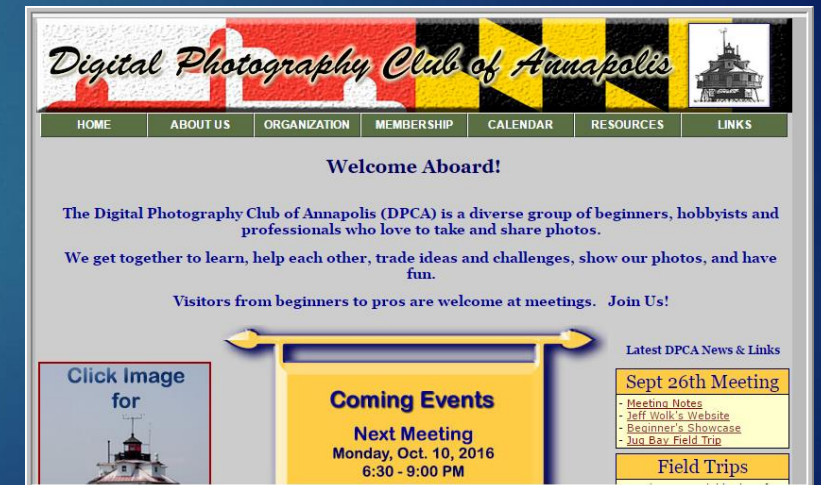 Digital Photography Club of Annapolis
HOME ABOUT US ORGANIZATION MEMBERSHIP CALENDAR RESOURCES LINKS
Welcome Aboard!
The Digital Photography Club of Annapolis (DPCA) is a diverse group of beginners, hobbyists and
professionals who love to take and share photos.
We get together to learn, help each other, trade ideas and challenges, show our photos, and have
fun.
Visitors from beginners to pros are welcome at meetings. Join Us!
Click Image
for
Coming Events
Next Meeting
Monday, Oct. 10, 2016
6:30 - 9:00 PM
Latest DPCA News & Links
Sept 26th Meeting
- Meeting Notes
- Jeff Wolk's Website
- Beginner's Showcase
- Jug Bay Field Trip
Field Trips